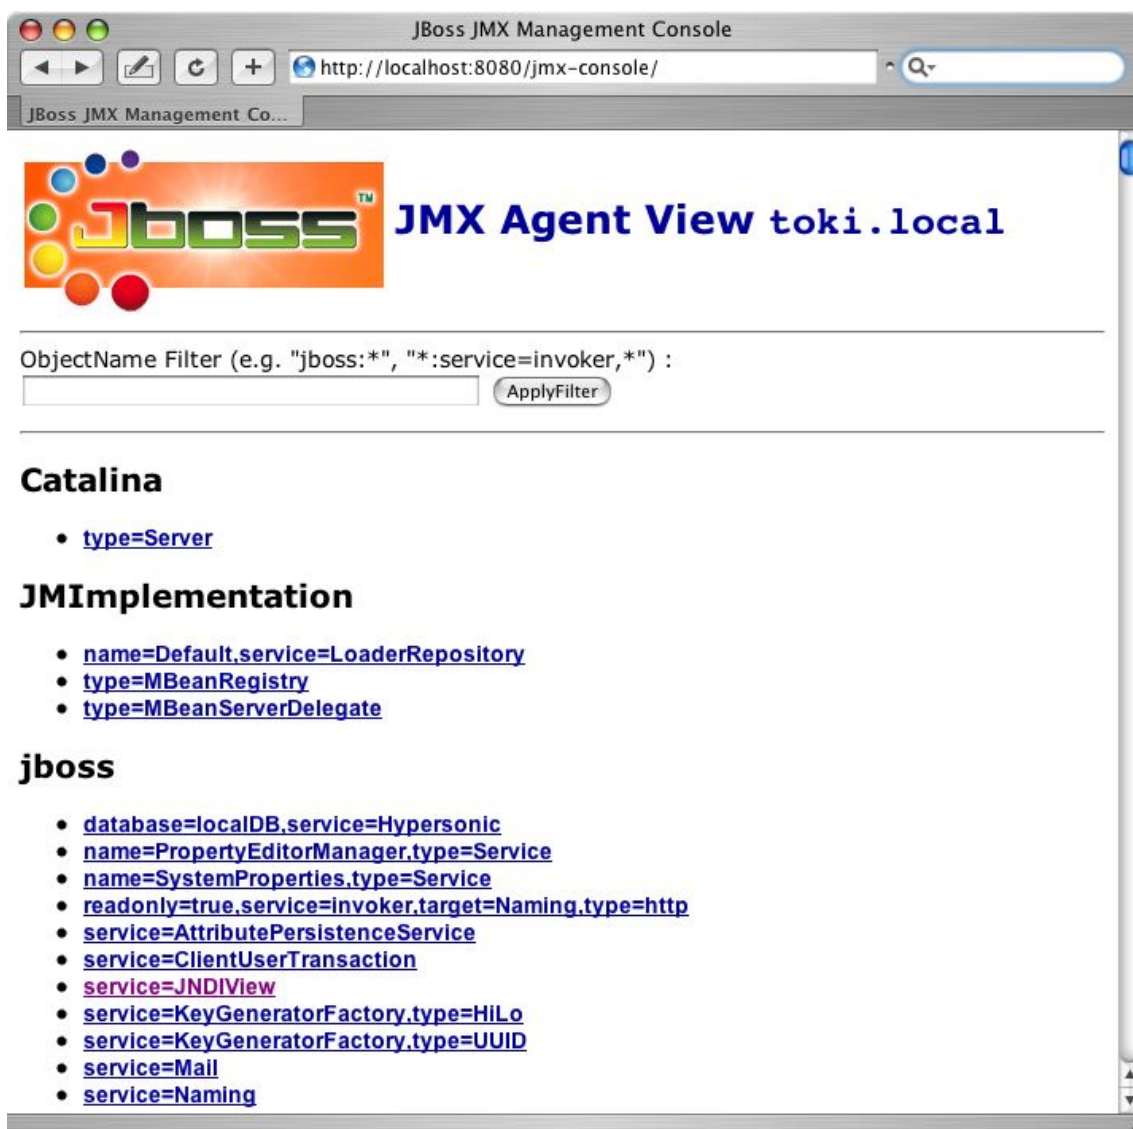 JBoss JMX Management Console
http://localhost:8080/jmx-console/
JBoss JMX Management Co...
Jboss™ JMX Agent View toki.local
ObjectName Filter (e.g. "jboss:*", "*:service=invoker,*") :
ApplyFilter
Catalina
• type=Server
JMImplementation
• name=Default,service=LoaderRepository
• type=MBeanRegistry
• type=MBeanServerDelegate
jboss
• database=localDB,service=Hypersonic
• name=PropertyEditorManager,type=Service
• name=SystemProperties,type=Service
• readonly=true,service=invoker,target=Naming,type=http
• service=AttributePersistenceService
• service=ClientUserTransaction
• service=JNDIView
• service=KeyGeneratorFactory,type=HiLo
• service=KeyGeneratorFactory,type=UUID
• service=Mail
• service=Naming